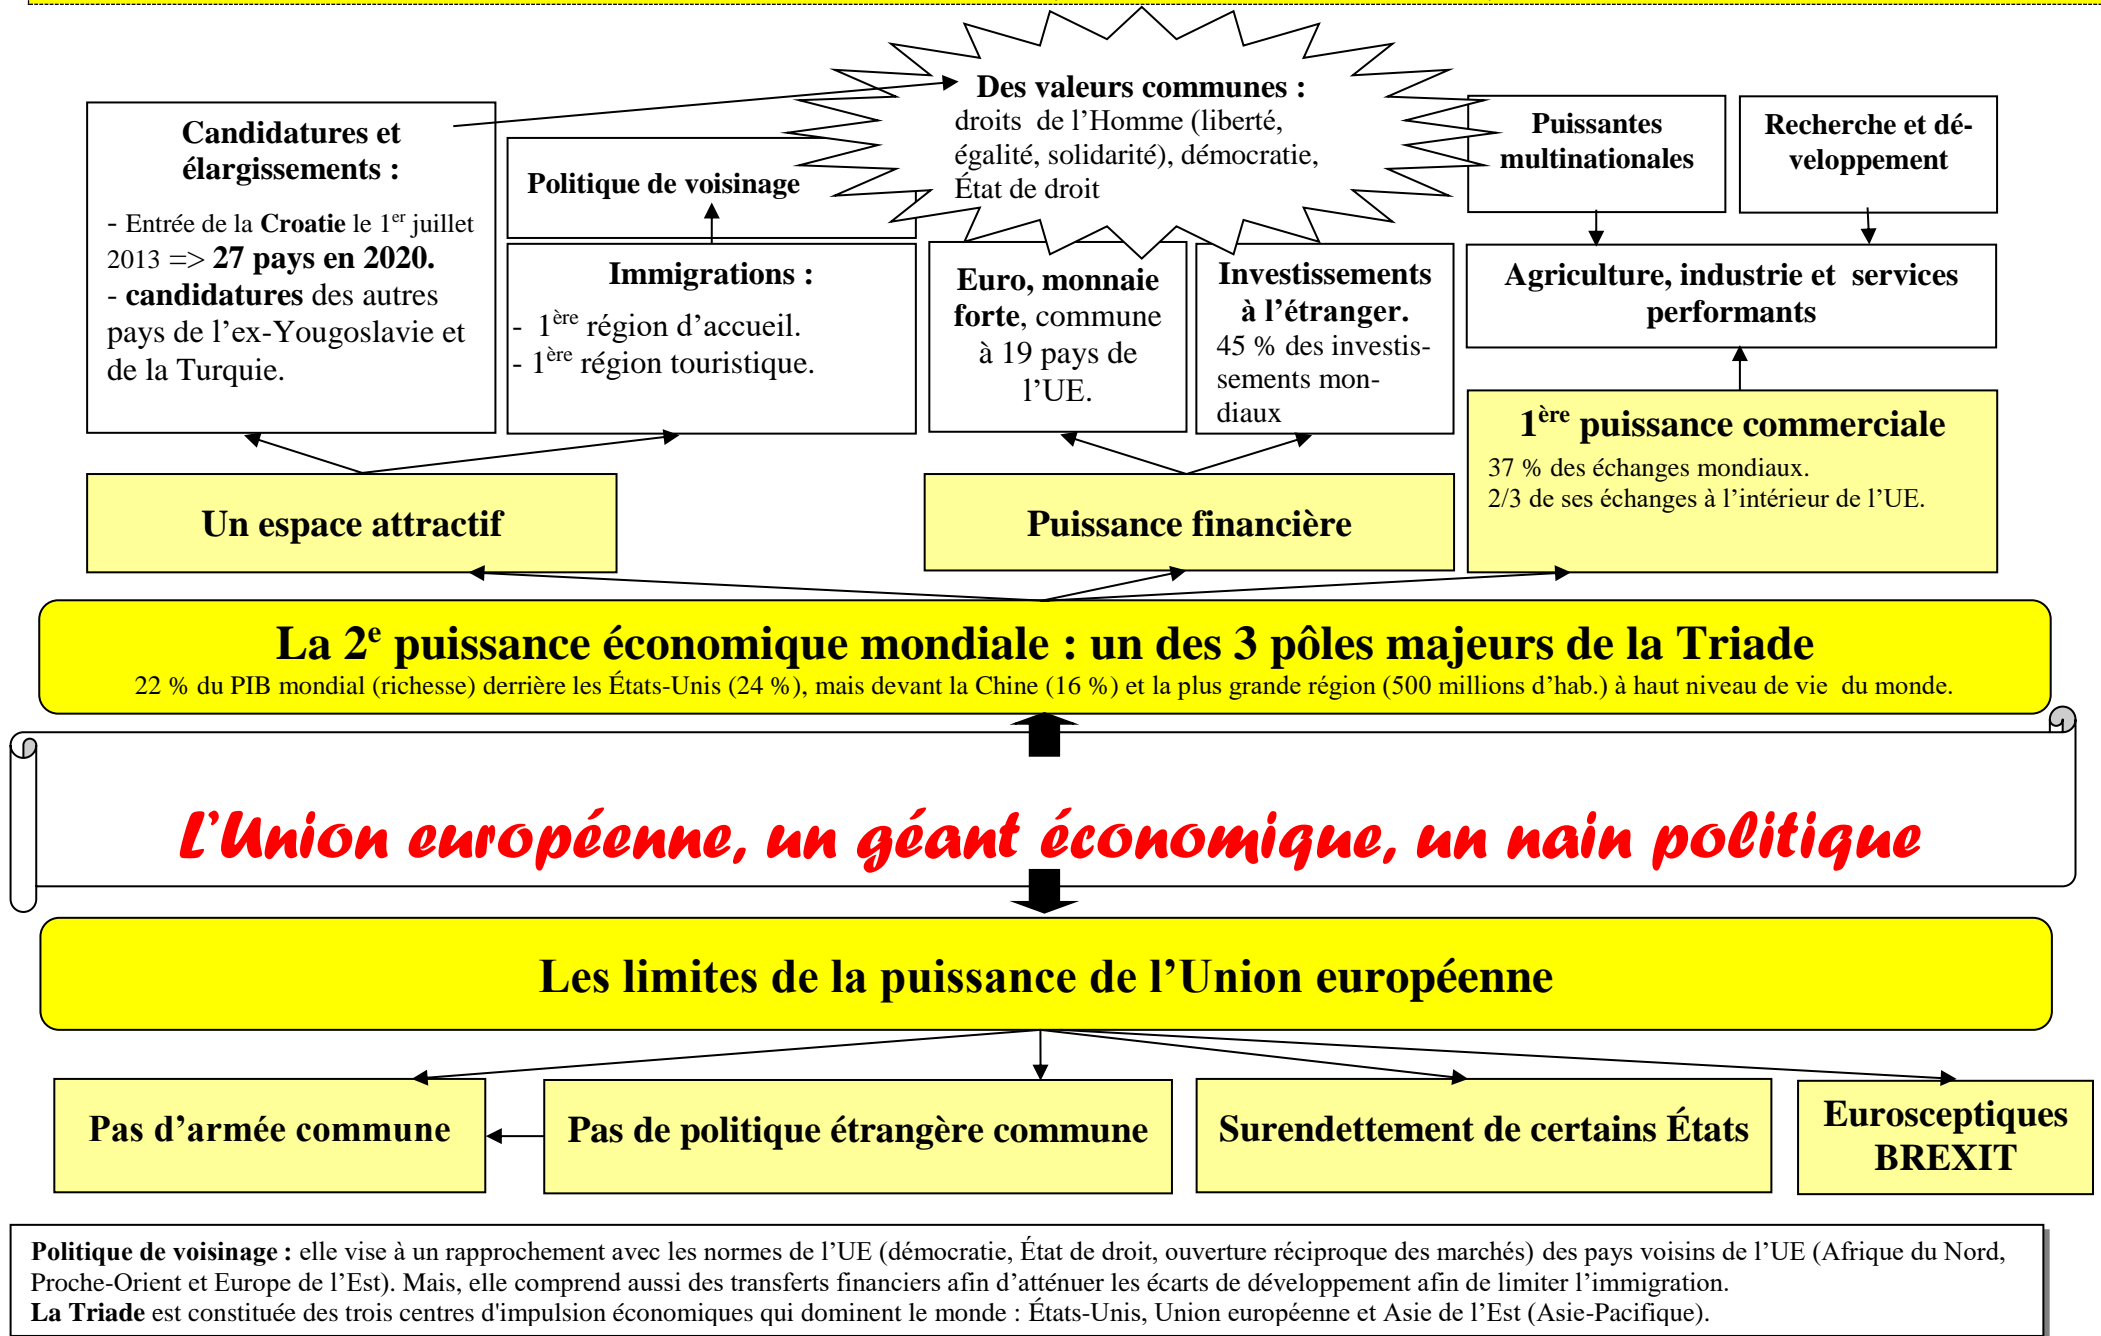 Des valeurs communes :
droits de l’Homme (liberté,
égalité, solidarité), démocratie,
État de droit
Candidatures et
élargissements :
- Entrée de la Croatie le 1er juillet
2013 => 27 pays en 2020.
- candidatures des autres
pays de l’ex-Yougoslavie et
de la Turquie.
Politique de voisinage
Immigrations :
- 1ère région d’accueil.
- 1ère région touristique.
Euro, monnaie
forte, commune
à 19 pays de
l’UE.
Investissements
à l’étranger.
45 % des investis-
sements mon-
diaux
Puissantes
multinationales
Recherche et dé-
veloppement
Agriculture, industrie et services
performants
1ère puissance commerciale
37 % des échanges mondiaux.
2/3 de ses échanges à l’intérieur de l’UE.
Un espace attractif
Puissance financière
La 2e puissance économique mondiale : un des 3 pôles majeurs de la Triade
22 % du PIB mondial (richesse) derrière les États-Unis (24 %), mais devant la Chine (16 %) et la plus grande région (500 millions d’hab.) à haut niveau de vie du monde.
L’Union européenne, un géant économique, un nain politique
Les limites de la puissance de l’Union européenne
Pas d’armée commune
Pas de politique étrangère commune
Surendettement de certains États
Eurosceptiques
BREXIT
Politique de voisinage : elle vise à un rapprochement avec les normes de l’UE (démocratie, État de droit, ouverture réciproque des marchés) des pays voisins de l’UE (Afrique du Nord,
Proche-Orient et Europe de l’Est). Mais, elle comprend aussi des transferts financiers afin d’atténuer les écarts de développement afin de limiter l’immigration.
La Triade est constituée des trois centres d'impulsion économiques qui dominent le monde : États-Unis, Union européenne et Asie de l’Est (Asie-Pacifique).